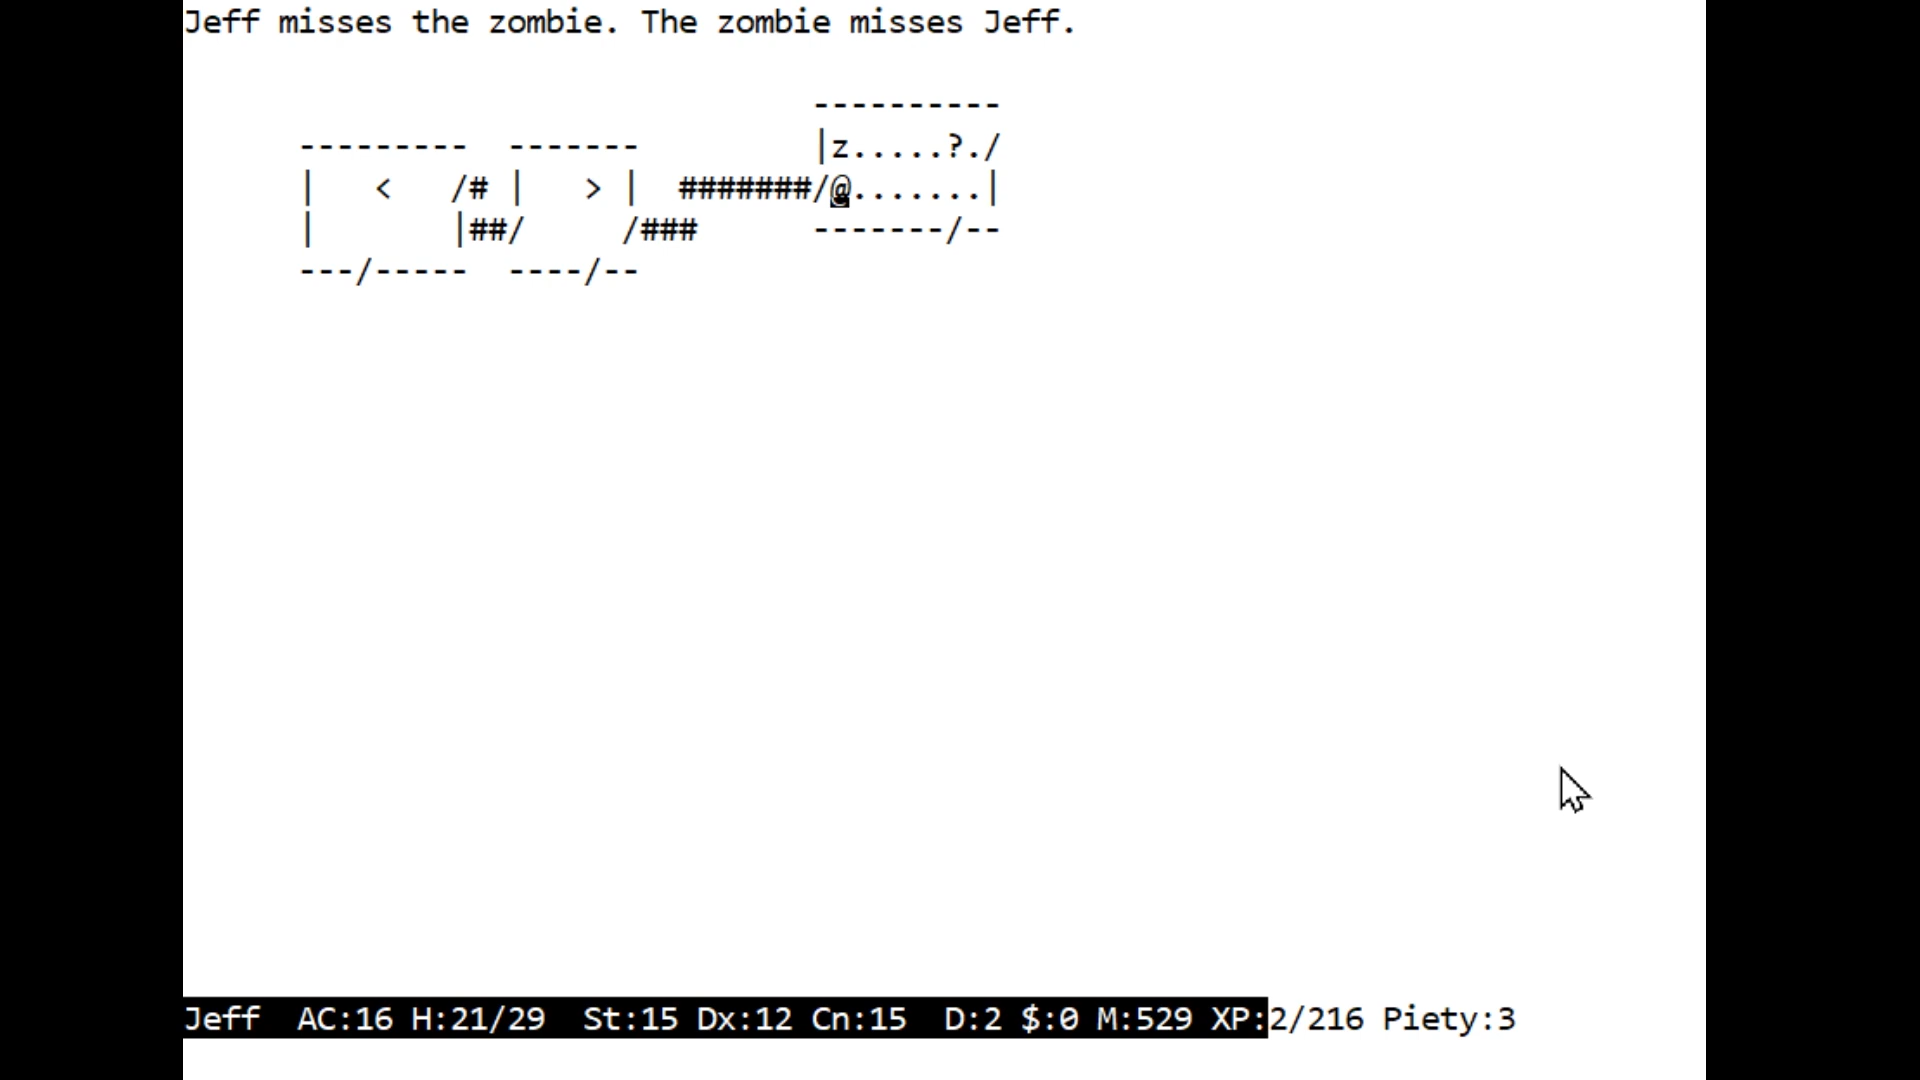 Jeff misses the zombie. The zombie misses Jeff.
                                 ----------
      ---------  -------         |z.....?./
      |   <   /# |   > |  #######/@.......|
      |       |##/     /###      -------/--
      ---/-----  ----/--
Jeff  AC:16 H:21/29  St:15 Dx:12 Cn:15  D:2 $:0 M:529 XP:2/216 Piety:3